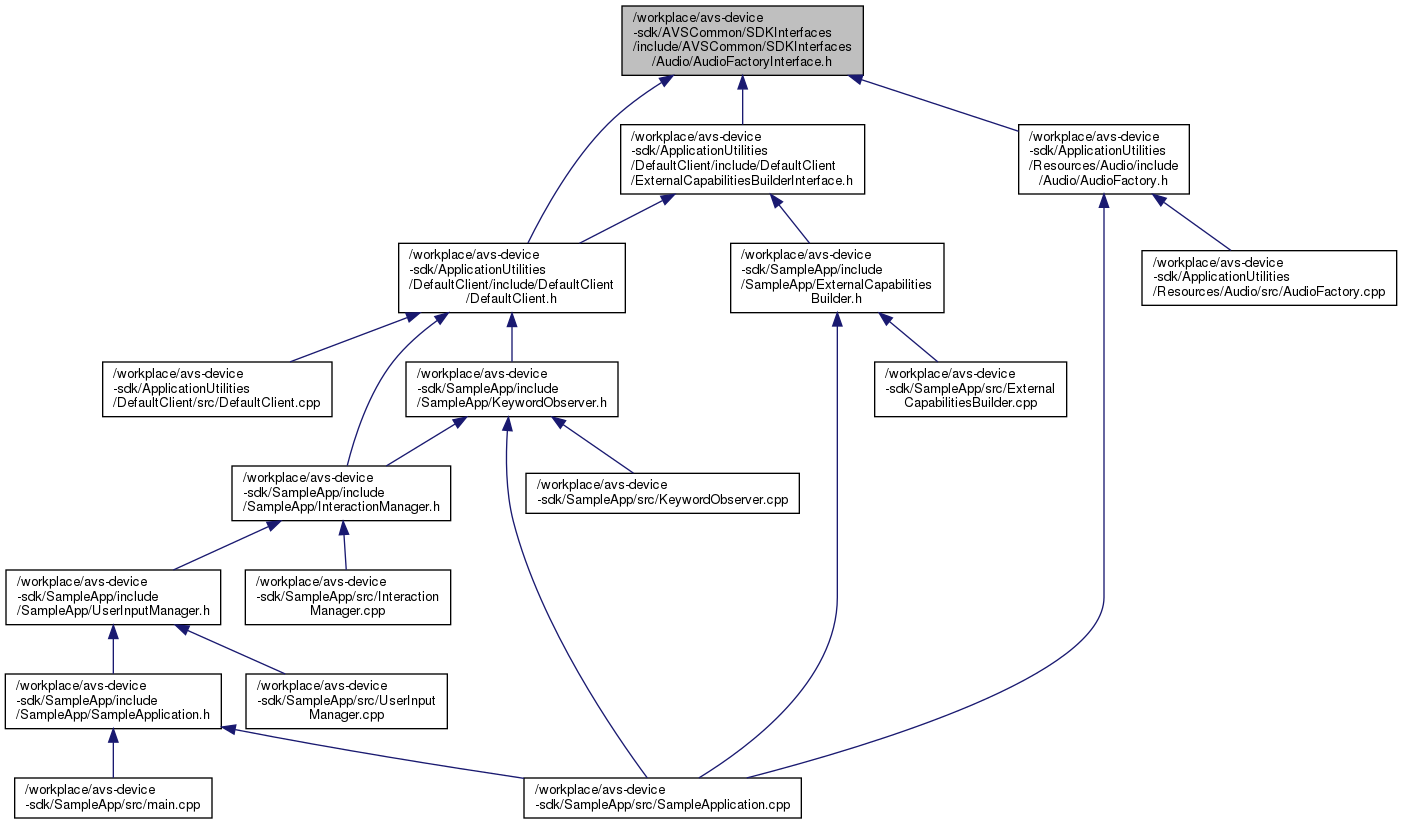 /workplace/avs-device
-sdk/AVSCommon/SDKInterfaces
/include/AVSCommon/SDKInterfaces
/Audio/AudioFactoryInterface.h
/workplace/avs-device
-sdk/ApplicationUtilities
/DefaultClient/include/DefaultClient
/ExternalCapabilitiesBuilderInterface.h
/workplace/avs-device
-sdk/ApplicationUtilities
/Resources/Audio/include
/Audio/AudioFactory.h
/workplace/avs-device
-sdk/ApplicationUtilities
/DefaultClient/include/DefaultClient
/DefaultClient.h
/workplace/avs-device
-sdk/SampleApp/include
/SampleApp/ExternalCapabilities
Builder.h
/workplace/avs-device
-sdk/ApplicationUtilities
/Resources/Audio/src/AudioFactory.cpp
/workplace/avs-device
-sdk/ApplicationUtilities
/DefaultClient/src/DefaultClient.cpp
/workplace/avs-device
-sdk/SampleApp/include
/SampleApp/KeywordObserver.h
/workplace/avs-device
-sdk/SampleApp/src/External
CapabilitiesBuilder.cpp
/workplace/avs-device
-sdk/SampleApp/include
/SampleApp/InteractionManager.h
/workplace/avs-device
-sdk/SampleApp/src/KeywordObserver.cpp
/workplace/avs-device
-sdk/SampleApp/include
/SampleApp/UserInputManager.h
/workplace/avs-device
-sdk/SampleApp/src/Interaction
Manager.cpp
/workplace/avs-device
-sdk/SampleApp/include
/SampleApp/SampleApplication.h
/workplace/avs-device
-sdk/SampleApp/src/UserInput
Manager.cpp
/workplace/avs-device
-sdk/SampleApp/src/main.cpp
/workplace/avs-device
-sdk/SampleApp/src/SampleApplication.cpp